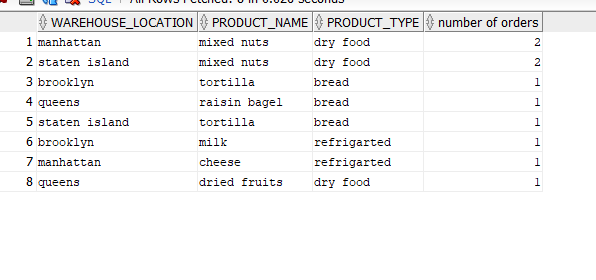 SQL | All Rows Fetched: 8 in 0.020 seconds
WAREHOUSE_LOCATION PRODUCT_NAME PRODUCT_TYPE number of orders
1 manhattan mixed nuts dry food 2
2 staten island mixed nuts dry food 2
3 brooklyn tortilla bread 1
4 queens raisin bagel bread 1
5 staten island tortilla bread 1
6 brooklyn milk refrigarted 1
7 manhattan cheese refrigarted 1
8 queens dried fruits dry food 1